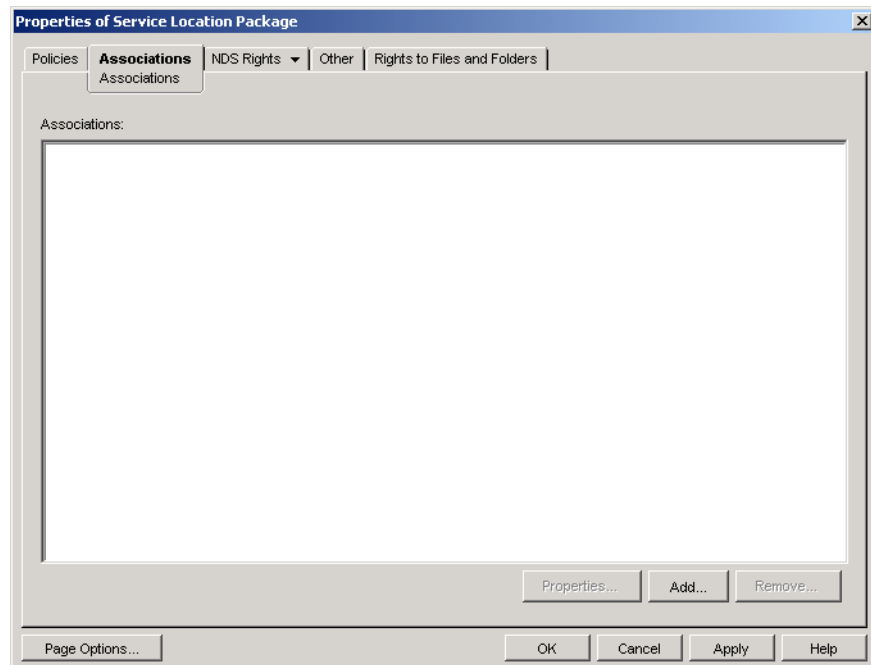 Properties of Service Location Package
Policies Associations NDS Rights Other Rights to Files and Folders
Associations
Associations:
Properties... Add... Remove...
Page Options... OK Cancel Apply Help